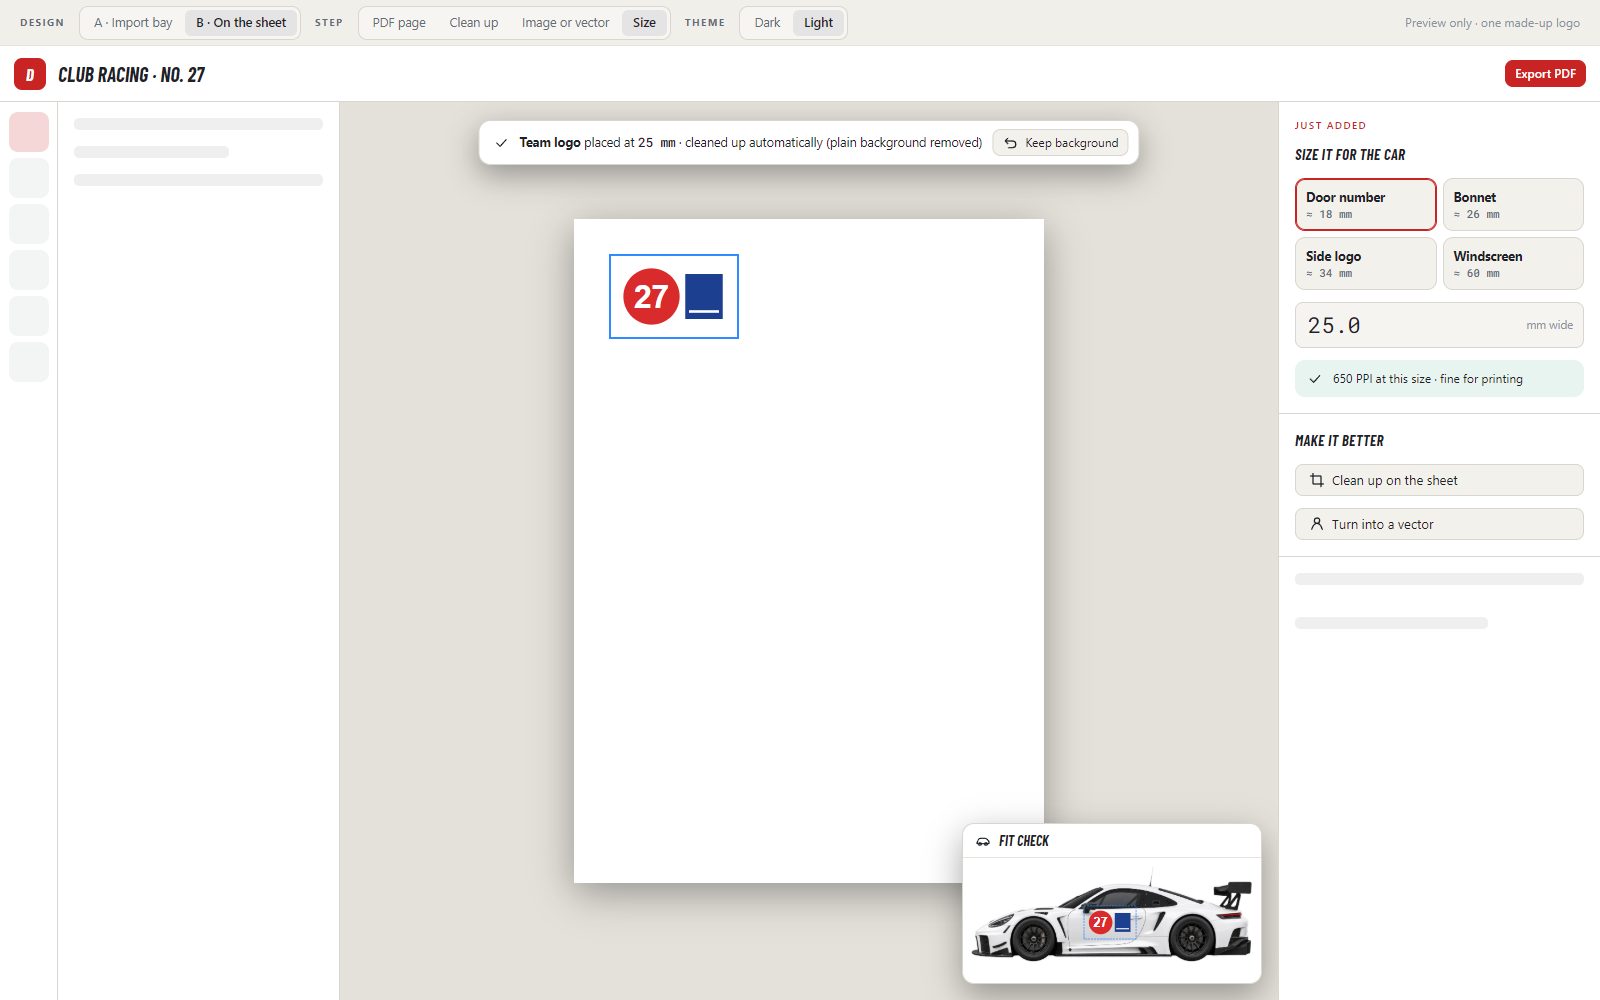 DESIGN A · Import bay B · On the sheet STEP PDF page Clean up Image or vector Size THEME Dark Light Preview only · one made-up logo
D CLUB RACING · NO. 27 Export PDF
Team logo placed at 25 mm · cleaned up automatically (plain background removed) Keep background
27
JUST ADDED
SIZE IT FOR THE CAR
Door number Bonnet
≈ 18 mm ≈ 26 mm
Side logo Windscreen
≈ 34 mm ≈ 60 mm
25.0 mm wide
650 PPI at this size · fine for printing
MAKE IT BETTER
Clean up on the sheet
Turn into a vector
FIT CHECK
27